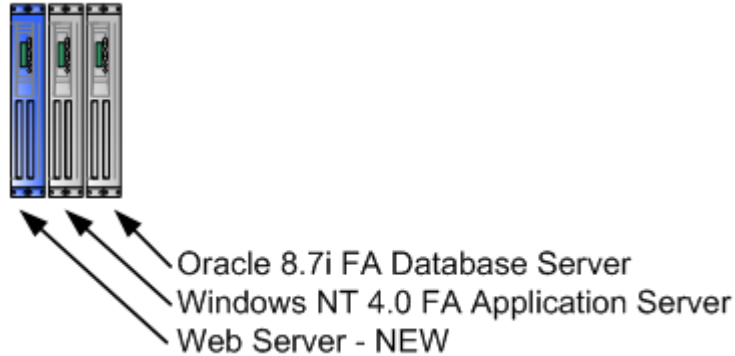 Oracle 8.7i FA Database Server
Windows NT 4.0 FA Application Server
Web Server - NEW